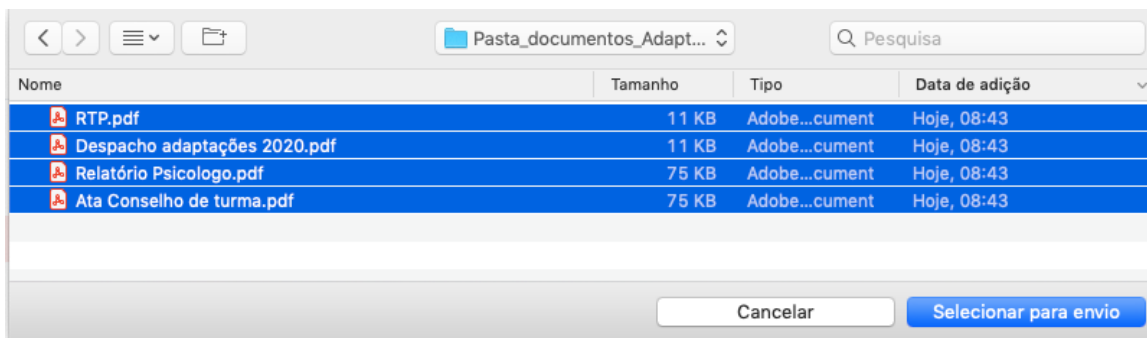 Pasta_documentos_Adapt...
Pesquisa
Nome Tamanho Tipo Data de adição
RTP.pdf 11 KB Adobe...cument Hoje, 08:43
Despacho adaptações 2020.pdf 11 KB Adobe...cument Hoje, 08:43
Relatório Psicologo.pdf 75 KB Adobe...cument Hoje, 08:43
Ata Conselho de turma.pdf 75 KB Adobe...cument Hoje, 08:43
Cancelar Selecionar para envio